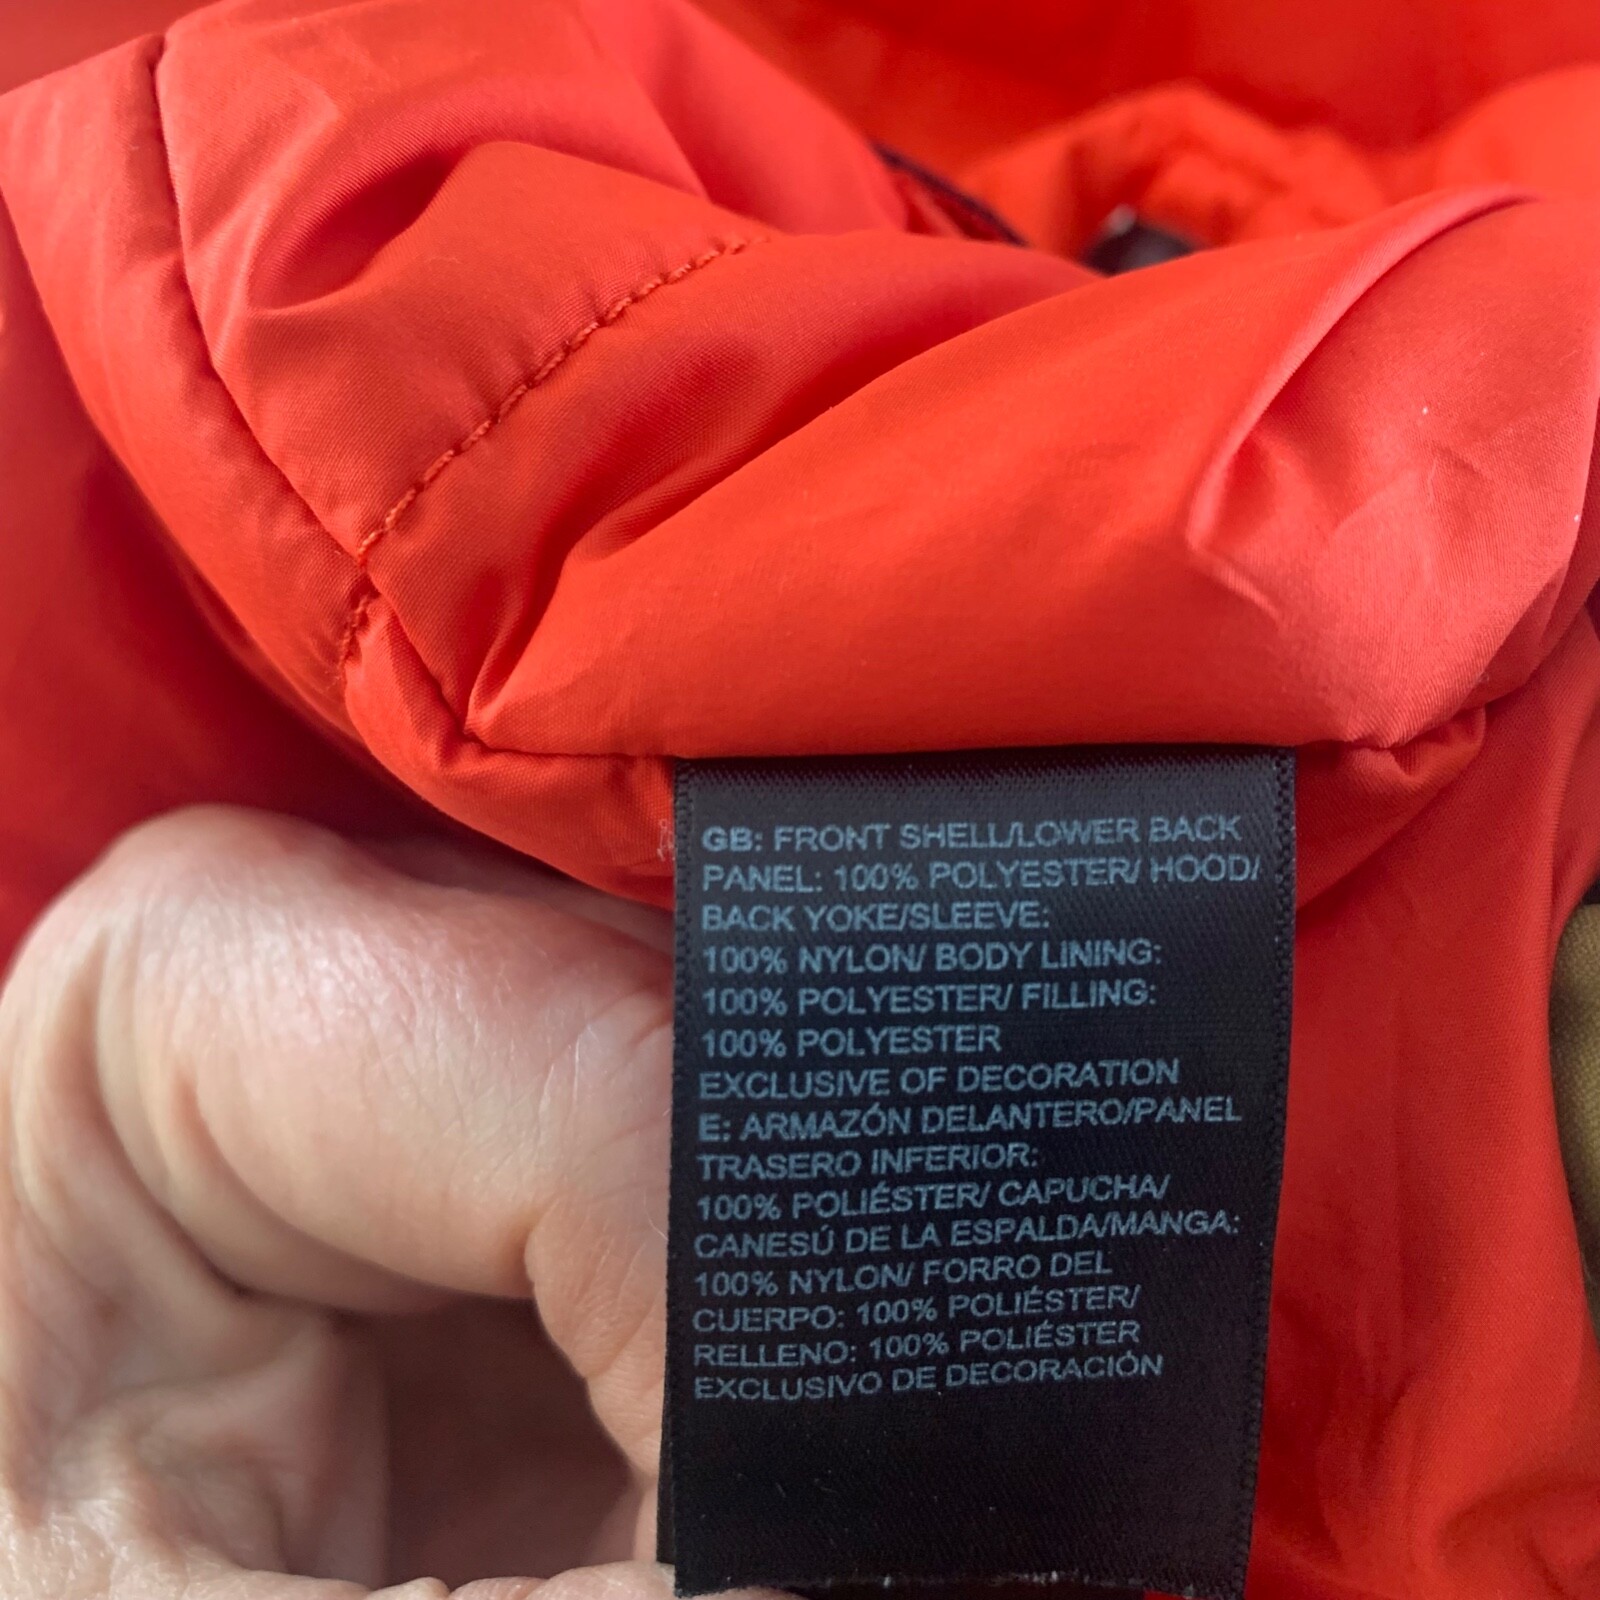 GB: FRONT SHELL/LOWER BACK
PANEL: 100% POLYESTER/ HOOD/
BACK YOKE/SLEEVE:
100% NYLON/ BODY LINING:
100% POLYESTER/ FILLING:
100% POLYESTER
EXCLUSIVE OF DECORATION
E: ARMAZÓN DELANTERO/PANEL
TRASERO INFERIOR:
100% POLIÉSTER/ CAPUCHA/
CANESÚ DE LA ESPALDA/MANGA:
100% NYLON/ FORRO DEL
CUERPO: 100% POLIÉSTER/
RELLENO: 100% POLIÉSTER
EXCLUSIVO DE DECORACIÓN